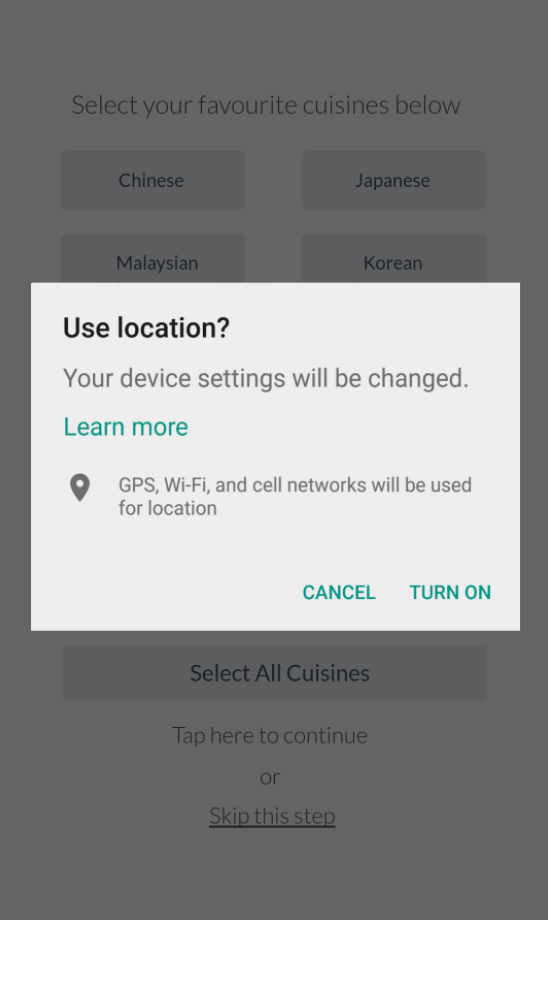 Select your favourite cuisines below
Chinese Japanese
Malaysian Korean
Use location?
Your device settings will be changed.
Learn more
GPS, Wi-Fi, and cell networks will be used
for location
CANCEL TURN ON
Select All Cuisines
Tap here to continue
or
Skip this step